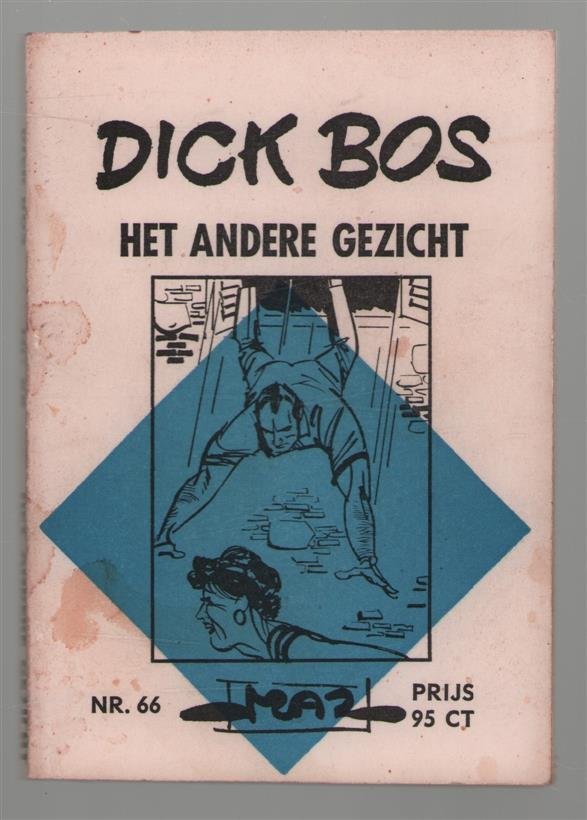 DICK BOS
HET ANDERE GEZICHT
NR. 66
MAZ
PRIJS
95 CT